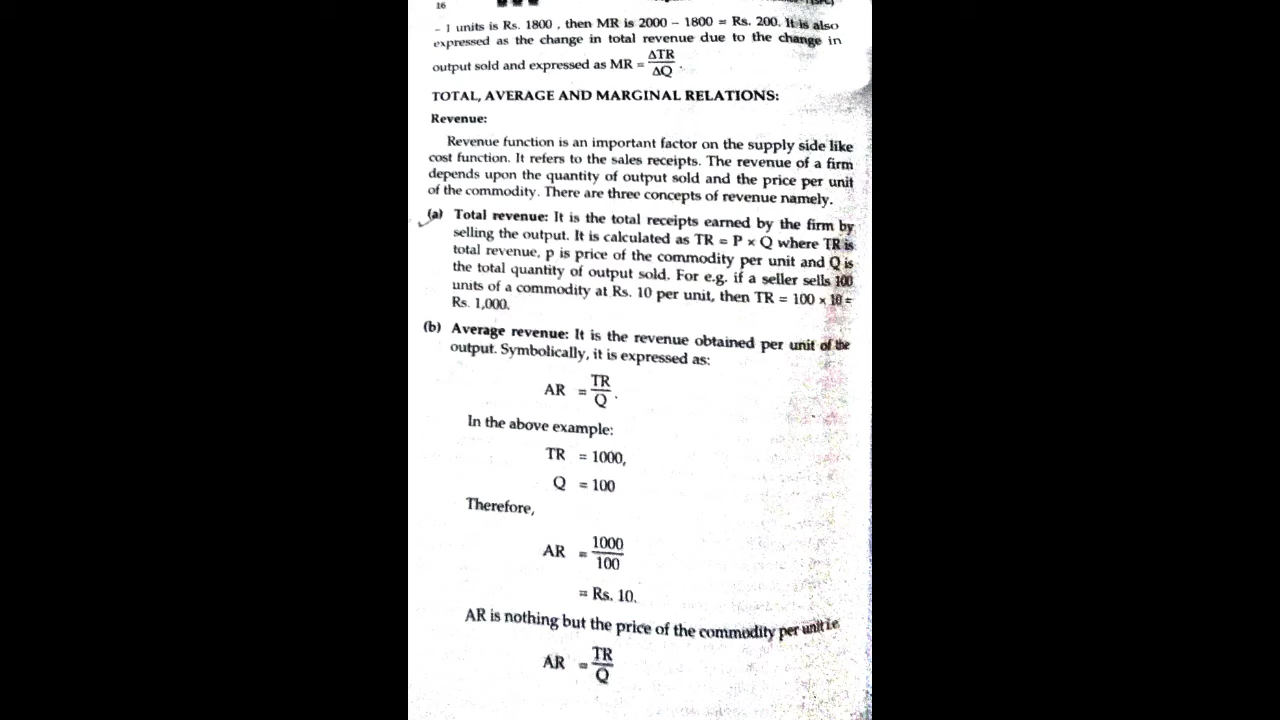 16
- 1 units is Rs. 1800 , then MR is 2000 – 1800 = Rs. 200. It is also
expressed as the change in total revenue due to the change in
output sold and expressed as MR = ΔTR/ΔQ .
TOTAL, AVERAGE AND MARGINAL RELATIONS:
Revenue:
Revenue function is an important factor on the supply side like
cost function. It refers to the sales receipts. The revenue of a firm
depends upon the quantity of output sold and the price per unit
of the commodity. There are three concepts of revenue namely.
(a) Total revenue: It is the total receipts earned by the firm by
selling the output. It is calculated as TR = P × Q where TR is
total revenue, p is price of the commodity per unit and Q is
the total quantity of output sold. For e.g. if a seller sells 100
units of a commodity at Rs. 10 per unit, then TR = 100 × 10 =
Rs. 1,000.
(b) Average revenue: It is the revenue obtained per unit of the
output. Symbolically, it is expressed as:
AR = TR/Q .
In the above example:
TR = 1000,
Q = 100
Therefore,
AR = 1000/100
= Rs. 10.
AR is nothing but the price of the commodity per unit i.e
AR = TR/Q